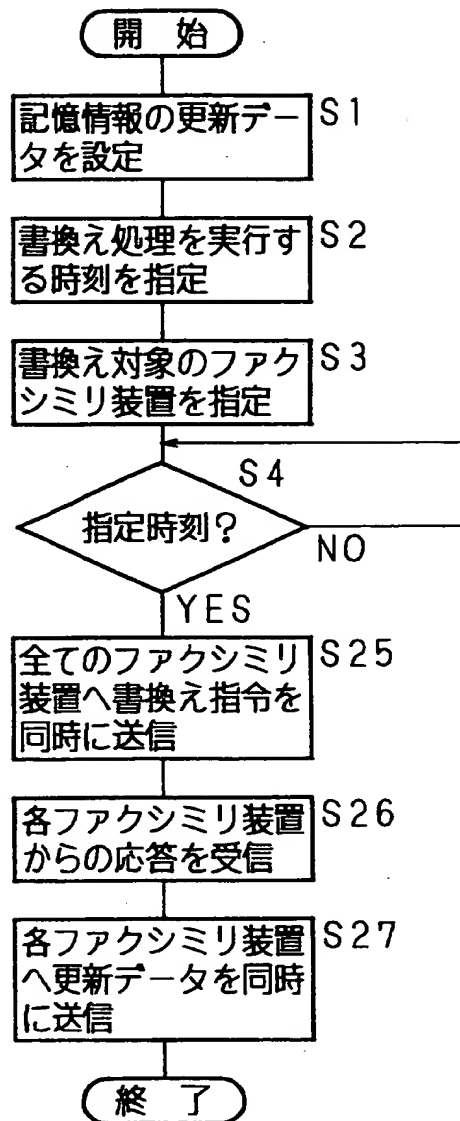 開 始
記憶情報の更新デー S1
タを設定
書換え処理を実行す S2
る時刻を指定
書換え対象のファク S3
シミリ装置を指定
S4
指定時刻?
NO
YES
全てのファクシミリ S25
装置へ書換え指令を
同時に送信
各ファクシミリ装置 S26
からの応答を受信
各ファクシミリ装置 S27
へ更新データを同時
に送信
終 了